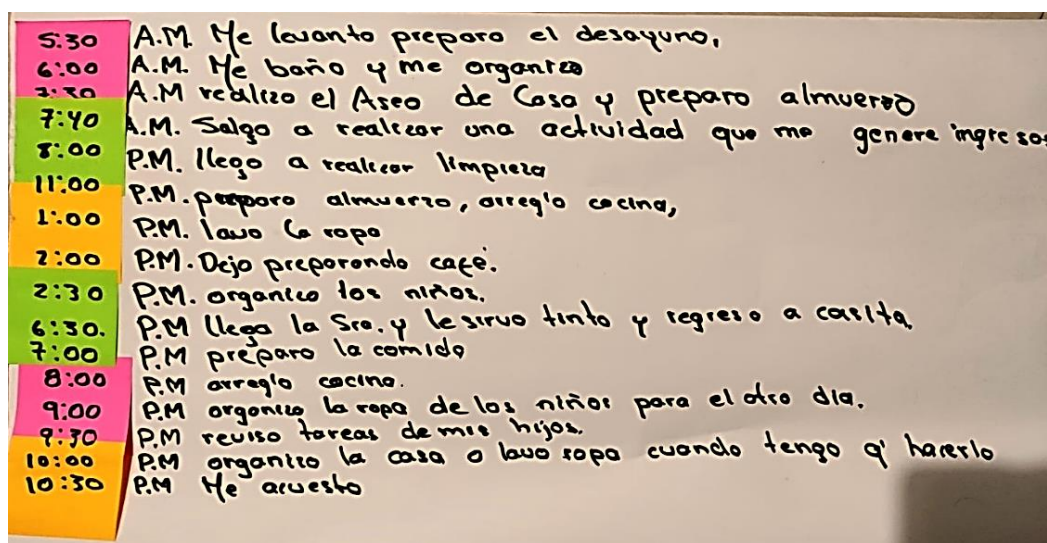 5:30 A.M. Me levanto preparo el desayuno,
6:00 A.M. Me baño y me organizo
7:30 A.M realizo el Aseo de Casa y preparo almuerzo
7:40 A.M. Salgo a realizar una actividad que me genere ingresos
8:00 P.M. llego a realizar limpieza
11:00 P.M. preparo almuerzo, arreglo cocina,
1:00 P.M. lavo la ropa
2:00 P.M. Dejo preparando café.
2:30 P.M. organizo los niños.
6:30. P.M llega la Sra. y le sirvo tinto y regreso a casita.
7:00 P.M preparo la comida
8:00 P.M arreglo cocina.
9:00 P.M organizo la ropa de los niños para el otro dia.
9:30 P.M reviso tareas de mis hijos.
10:00 P.M organizo la casa o lavo ropa cuando tengo q' hacerlo
10:30 P.M Me acuesto